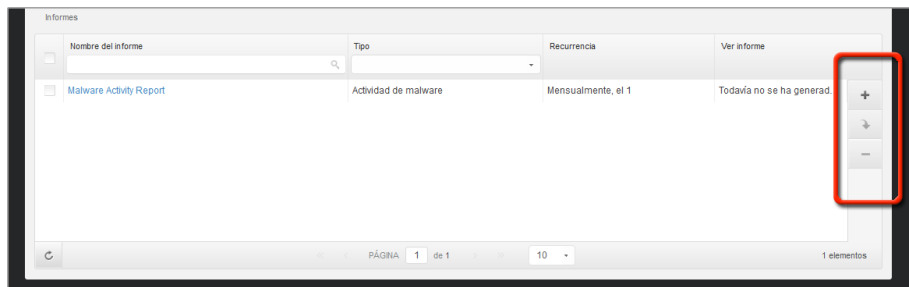 Informes
Nombre del informe Tipo Recurrencia Ver informe
Malware Activity Report Actividad de malware Mensualmente, el 1 Todavía no se ha generad...
PÁGINA 1 de 1 10 1 elementos